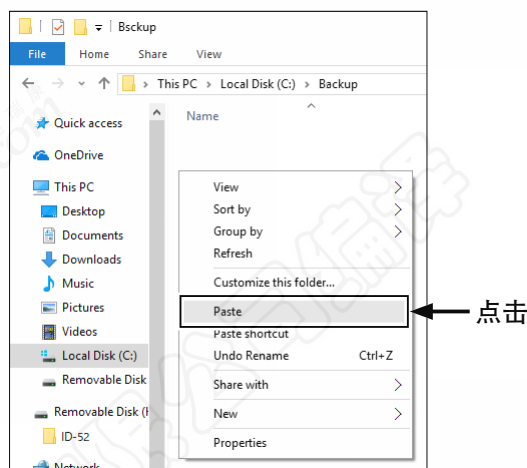 Bsckup
File Home Share View
This PC > Local Disk (C:) > Backup
Name
Quick access
OneDrive
This PC
Desktop
Documents
Downloads
Music
Pictures
Videos
Local Disk (C:)
Removable Disk
Removable Disk (H
ID-52
Network
View
Sort by
Group by
Refresh
Customize this folder...
Paste
Paste shortcut
Undo Rename Ctrl+Z
Share with
New
Properties
点击